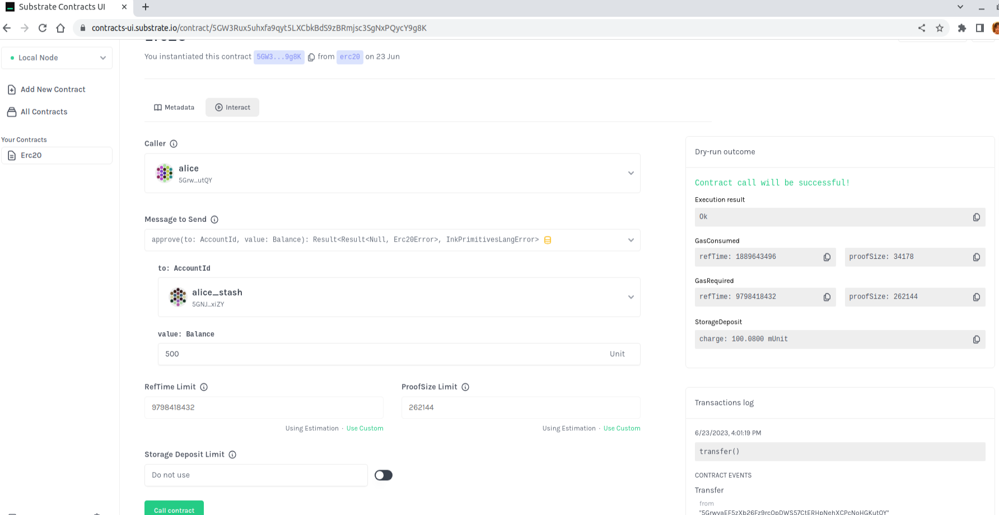 Substrate Contracts UI
contracts-ui.substrate.io/contract/5GW3Rux5uhxfa9qyt5LXCbkBdS9zBRmjsc3SgNxPQycY9g8K
Local Node
Add New Contract
All Contracts
Your Contracts
Erc20
You instantiated this contract 5GW3...9g8K from erc20 on 23 Jun
Metadata
Interact
Caller
alice
5Grw...utQY
Message to Send
approve(to: AccountId, value: Balance): Result<Result<Null, Erc20Error>, InkPrimitivesLangError>
to: AccountId
alice_stash
5GNJ...xiZY
value: Balance
500 Unit
RefTime Limit
9798418432
Using Estimation · Use Custom
ProofSize Limit
262144
Using Estimation · Use Custom
Storage Deposit Limit
Do not use
Call contract
Dry-run outcome
Contract call will be successful!
Execution result
Ok
GasConsumed
refTime: 1889643496
proofSize: 34178
GasRequired
refTime: 9798418432
proofSize: 262144
StorageDeposit
charge: 100.0800 mUnit
Transactions log
6/23/2023, 4:01:19 PM
transfer()
CONTRACT EVENTS
Transfer
from
"5GrwvaEF5zXb26Fz9rcQpDWS57CtERHpNehXCPcNoHGKutQY"